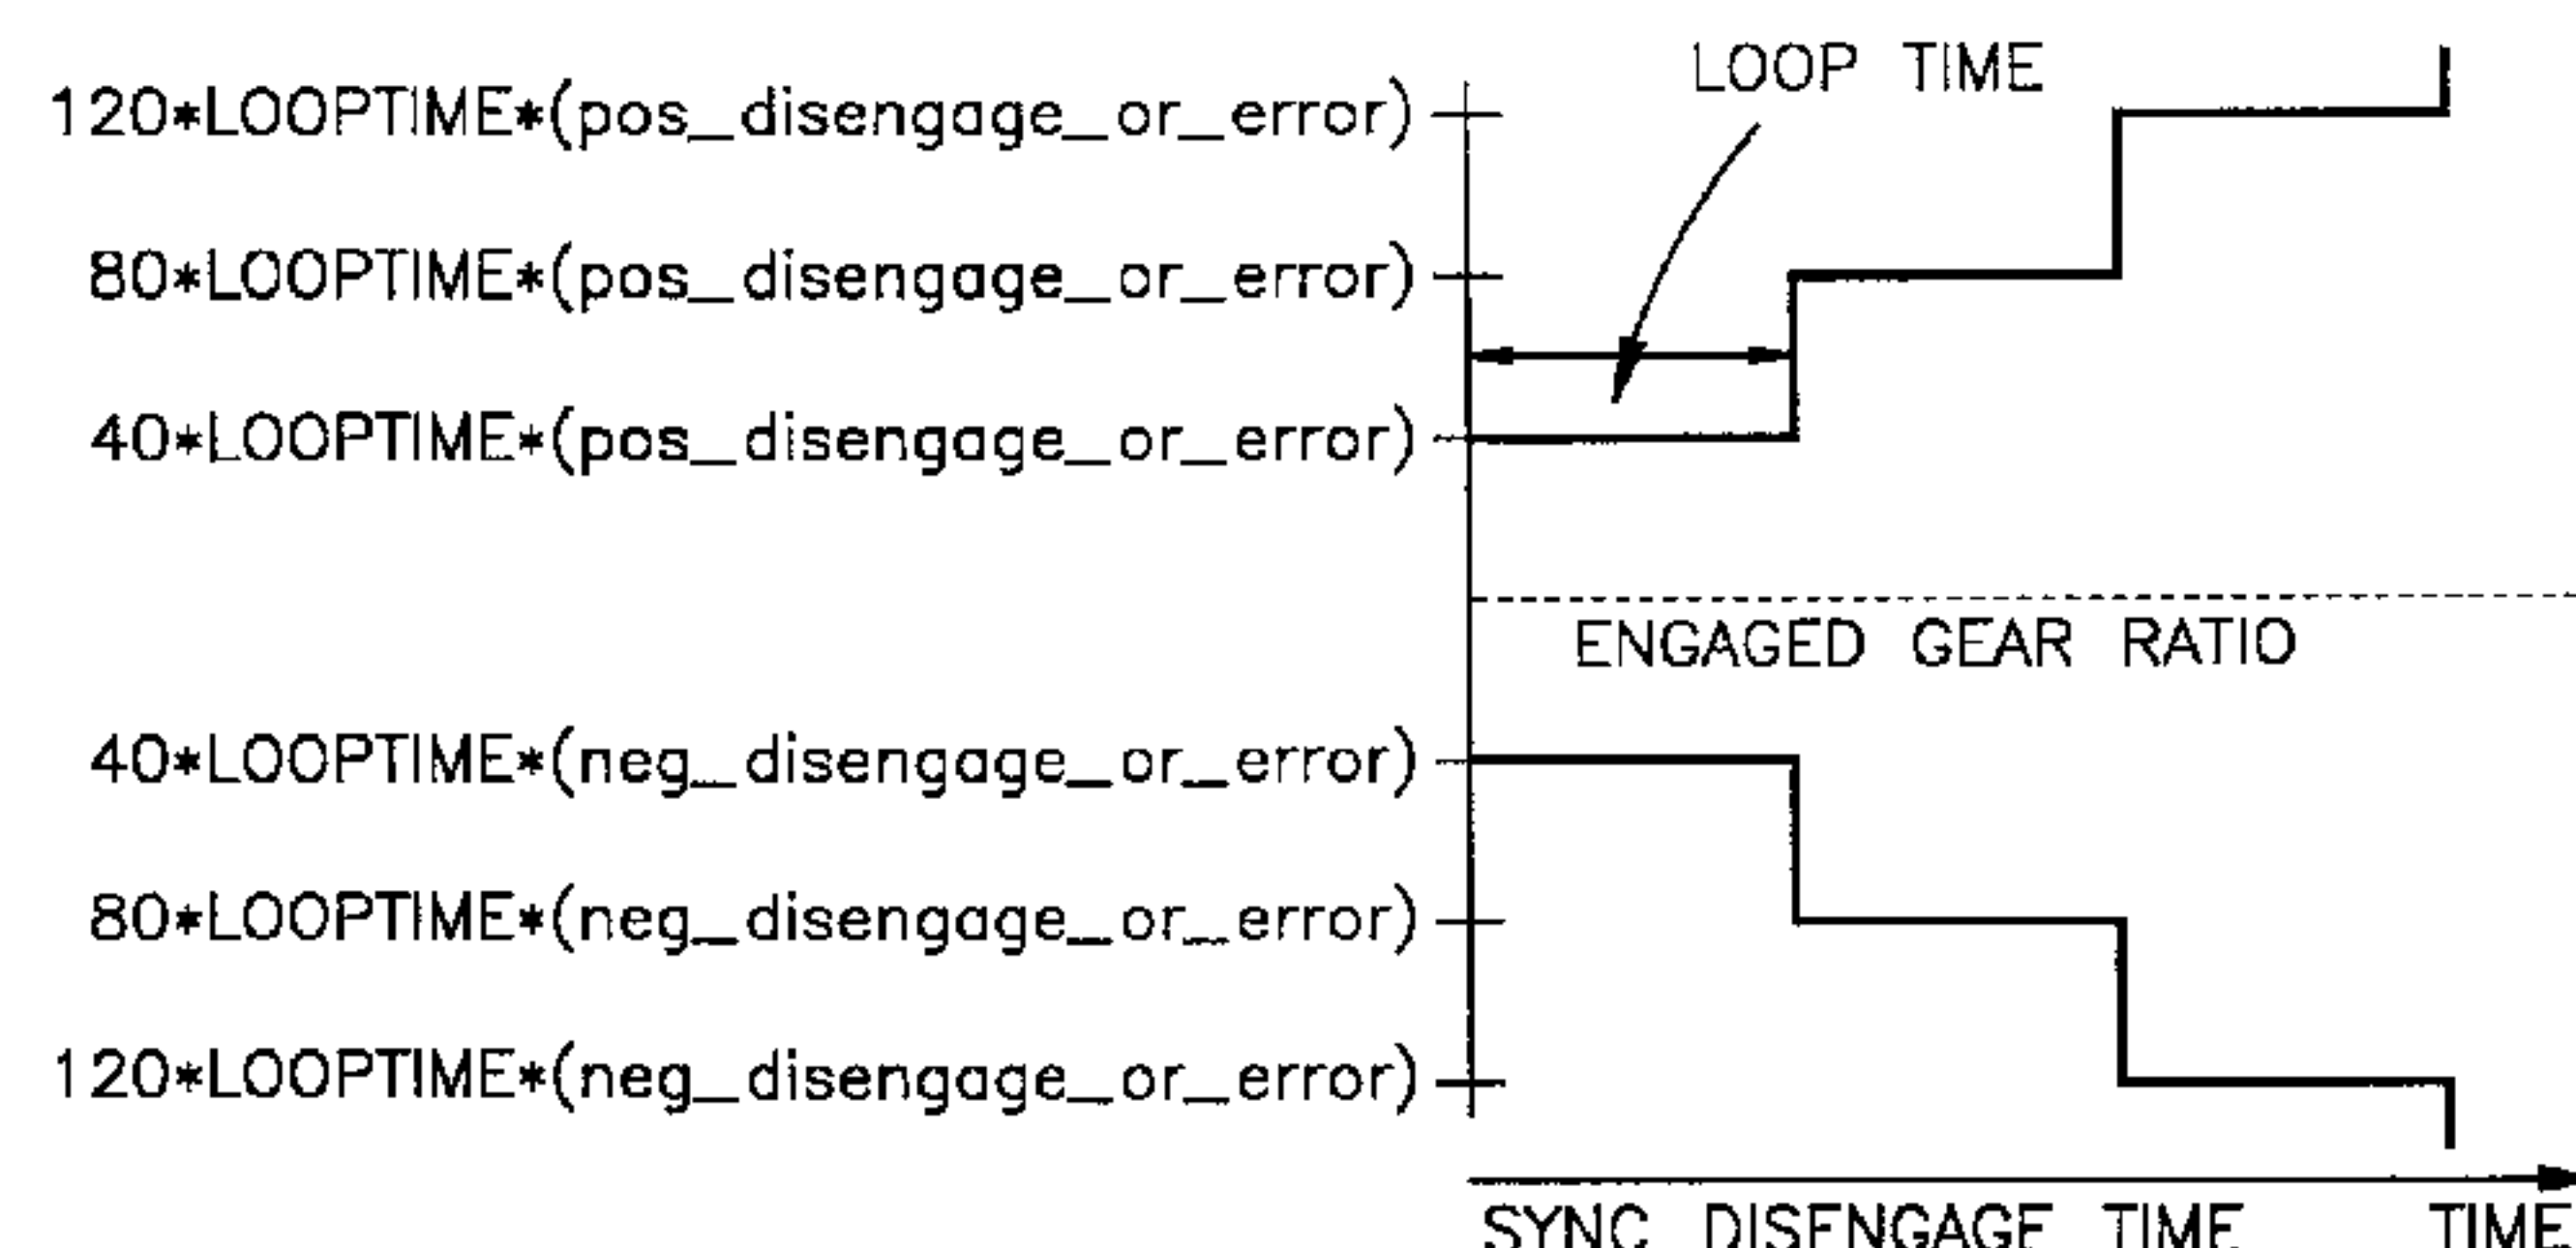 LOOP TIME
120*LOOPTIME*(pos_disengage_or_error)
80*LOOPTIME*(pos_disengage_or_error)
40*LOOPTIME*(pos_disengage_or_error)
ENGAGED GEAR RATIO
40*LOOPTIME*(neg_disengage_or_error)
80*LOOPTIME*(neg_disengage_or_error)
120*LOOPTIME*(neg_disengage_or_error)
SYNC DISENGAGE TIME TIME